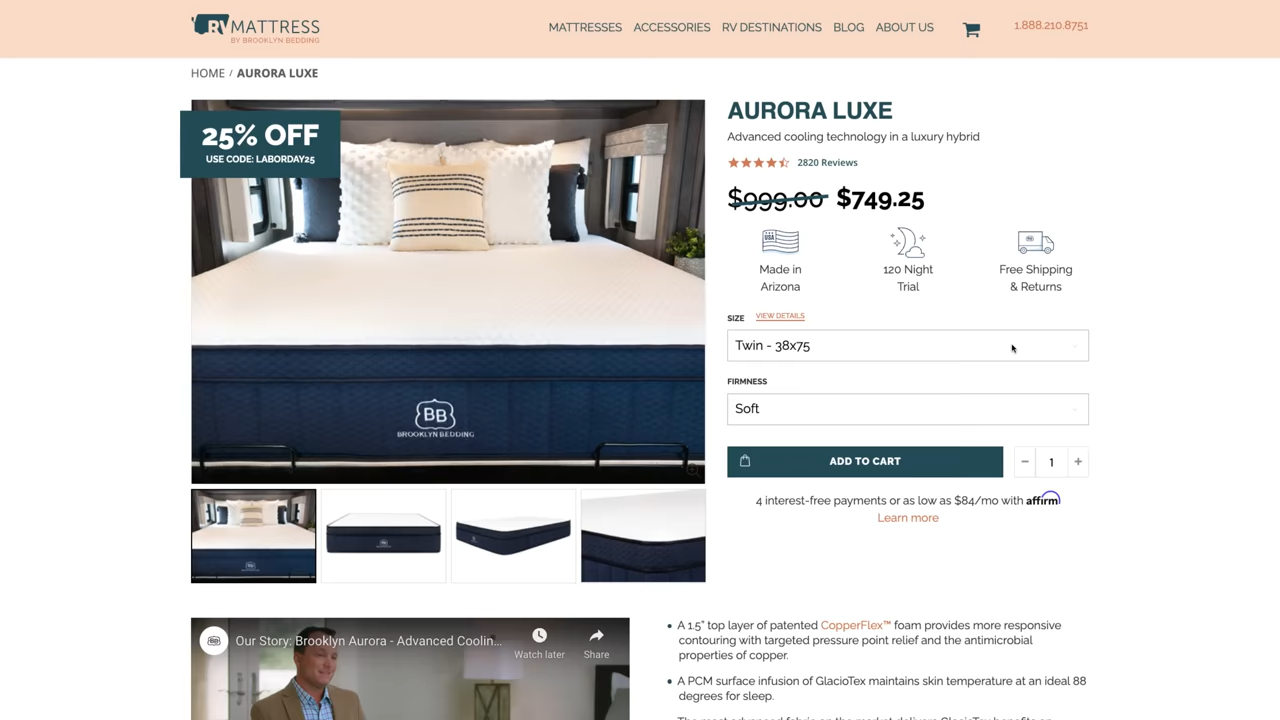 RV MATTRESS
BY BROOKLYN BEDDING
MATTRESSES ACCESSORIES RV DESTINATIONS BLOG ABOUT US
1.888.210.8751
HOME / AURORA LUXE
25% OFF
USE CODE: LABORDAY25
BB
BROOKLYN BEDDING
AURORA LUXE
Advanced cooling technology in a luxury hybrid
2820 Reviews
$999.00 $749.25
USA
Made in
Arizona
120 Night
Trial
Free Shipping
& Returns
SIZE VIEW DETAILS
Twin - 38x75
FIRMNESS
Soft
ADD TO CART
− 1 +
4 interest-free payments or as low as $84/mo with affirm
Learn more
Our Story: Brooklyn Aurora - Advanced Coolin...
Watch later
Share
• A 1.5" top layer of patented CopperFlex™ foam provides more responsive
contouring with targeted pressure point relief and the antimicrobial
properties of copper.
• A PCM surface infusion of GlacioTex maintains skin temperature at an ideal 88
degrees for sleep.